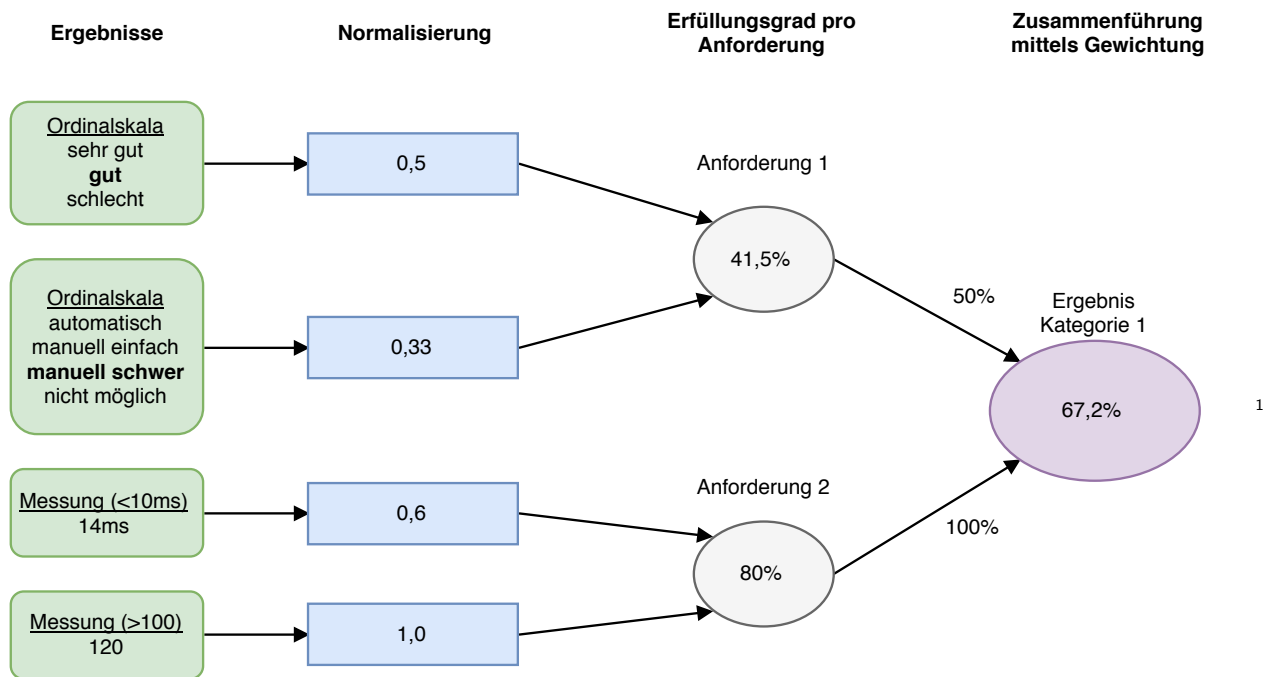 Ergebnisse
Normalisierung
Erfüllungsgrad pro
Anforderung
Zusammenführung
mittels Gewichtung
Ordinalskala
sehr gut
gut
schlecht
0,5
Anforderung 1
41,5%
Ordinalskala
automatisch
manuell einfach
manuell schwer
nicht möglich
0,33
50%
Ergebnis
Kategorie 1
67,2%
1
Messung (<10ms)
14ms
0,6
Anforderung 2
80%
100%
Messung (>100)
120
1,0